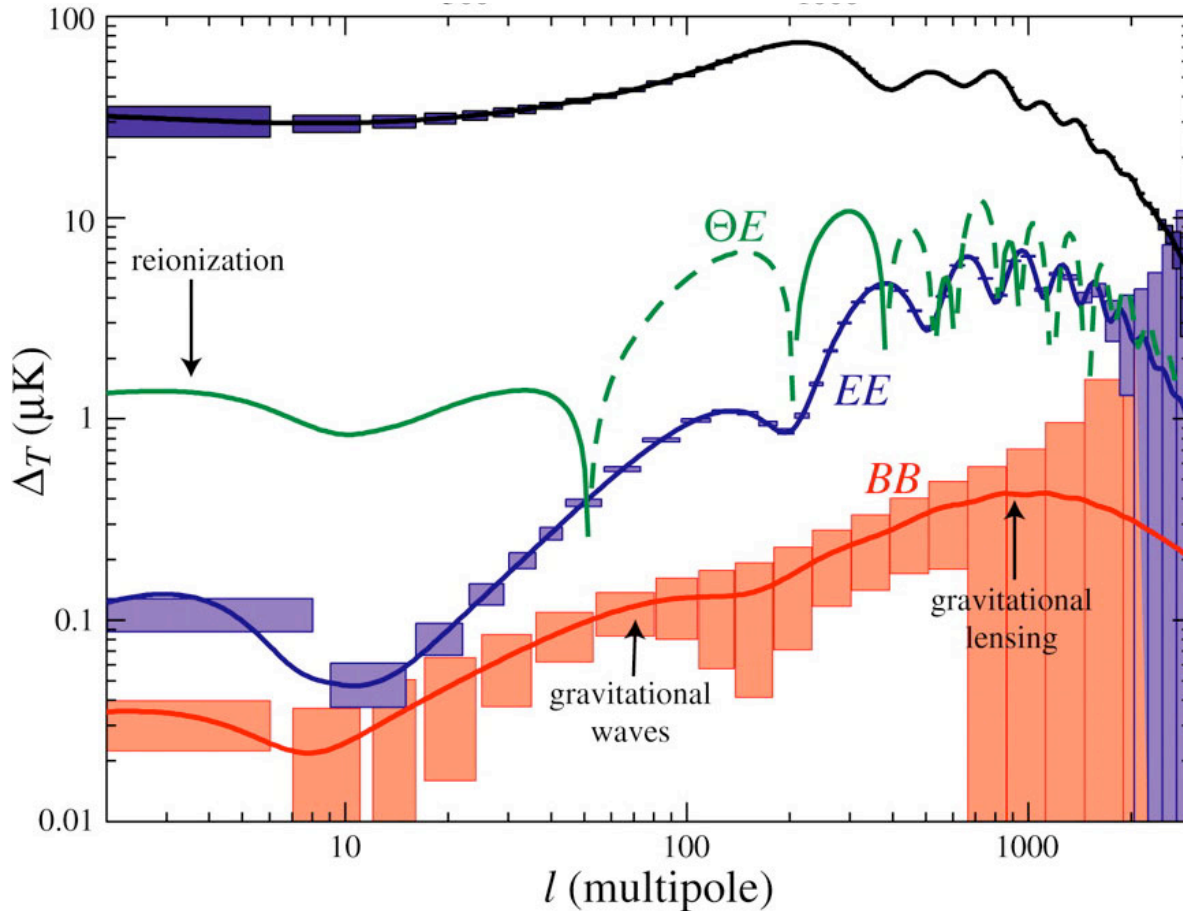 100
10
1
0.1
0.01
Δ_T (μK)
reionization
ΘE
EE
BB
gravitational
waves
gravitational
lensing
10
100
1000
l (multipole)